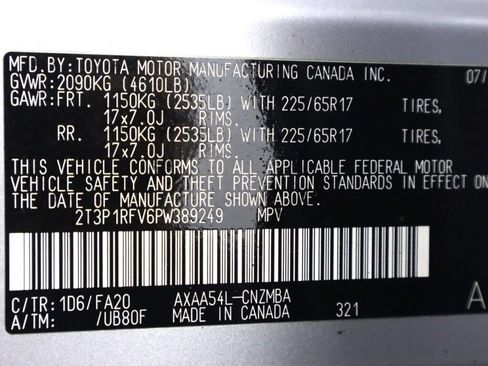 MFD.BY:TOYOTA MOTOR MANUFACTURING CANADA INC. 07/
GVWR:2090KG (4610LB)
GAWR:FRT. 1150KG (2535LB) WITH 225/65R17 TIRES,
17x7.0J RIMS.
RR. 1150KG (2535LB) WITH 225/65R17 TIRES,
17x7.0J RIMS.
THIS VEHICLE CONFORMS TO ALL APPLICABLE FEDERAL MOTOR
VEHICLE SAFETY AND THEFT PREVENTION STANDARDS IN EFFECT ON
THE DATE OF MANUFACTURE SHOWN ABOVE.
2T3P1RFV6PW389249 MPV
C/TR:1D6/FA20 AXAA54L-CNZMBA A
A/TM: /UB80F MADE IN CANADA 321